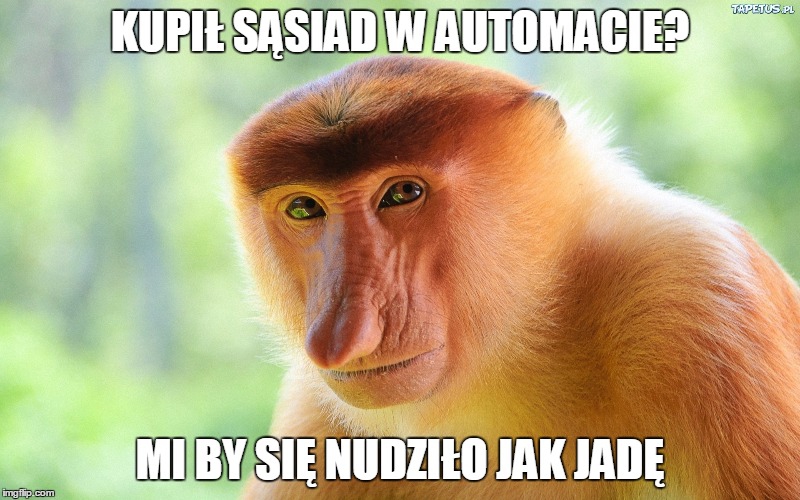 TAPETUS.PL
KUPIŁ SĄSIAD W AUTOMACIE?
MI BY SIĘ NUDZIŁO JAK JADĘ
imgflip.com